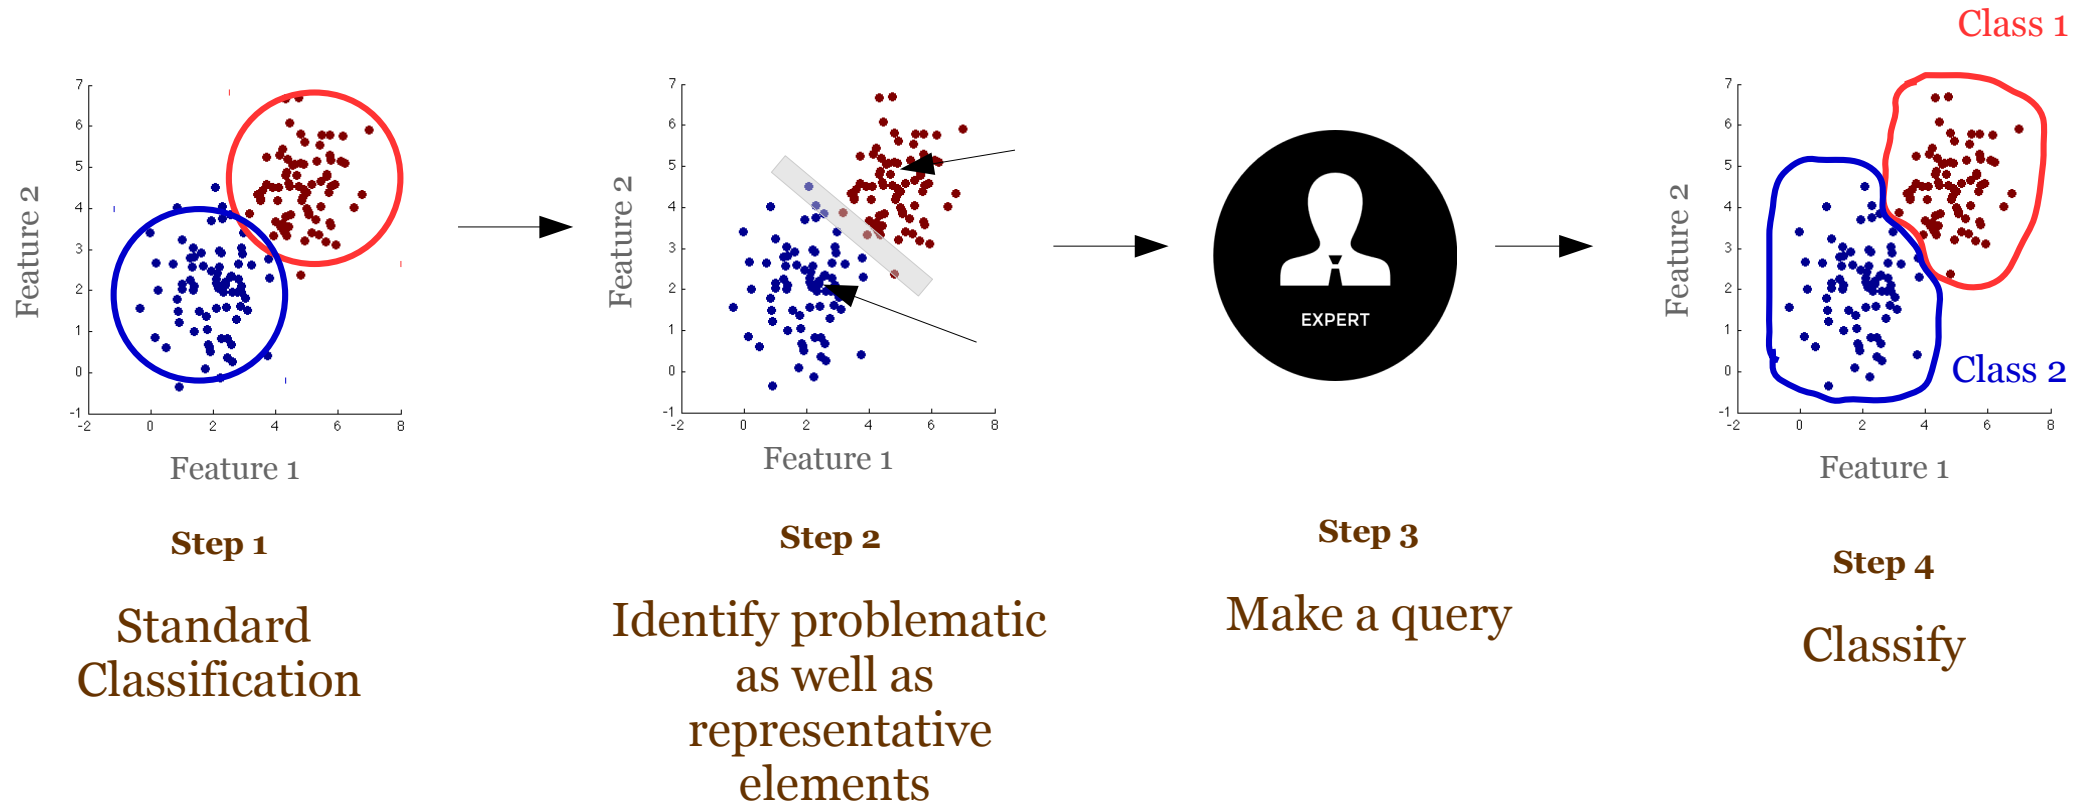 Class 1
7
6
5
4
3
2
1
0
-1
-2
0
2
4
6
8
Feature 2
Feature 1
7
6
5
4
3
2
1
0
-1
-2
0
2
4
6
8
Feature 2
Feature 1
EXPERT
7
6
5
4
3
2
1
0
-1
-2
0
2
4
6
8
Feature 2
Feature 1
Class 2
Step 1
Standard
Classification
Step 2
Identify problematic
as well as
representative
elements
Step 3
Make a query
Step 4
Classify